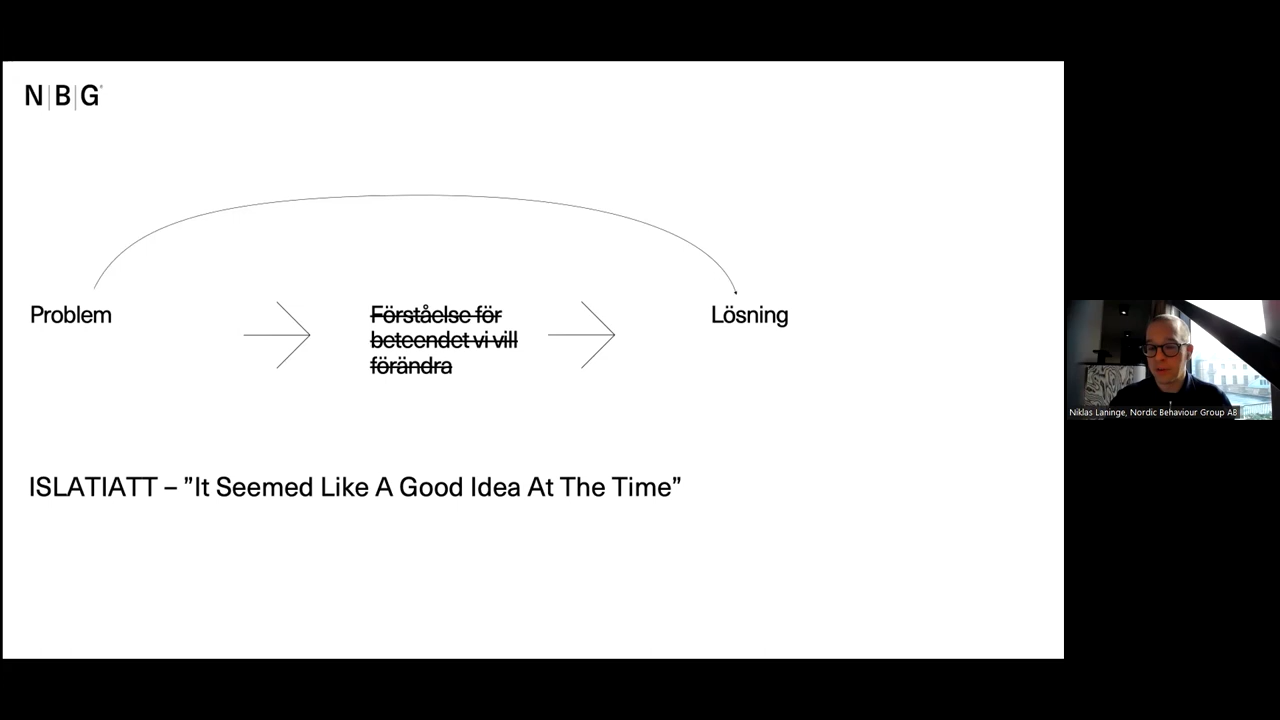 N|B|G
Problem
Förståelse för
beteendet vi vill
förändra
Lösning
ISLATIATT – ”It Seemed Like A Good Idea At The Time”
Niklas Laninge, Nordic Behaviour Group AB